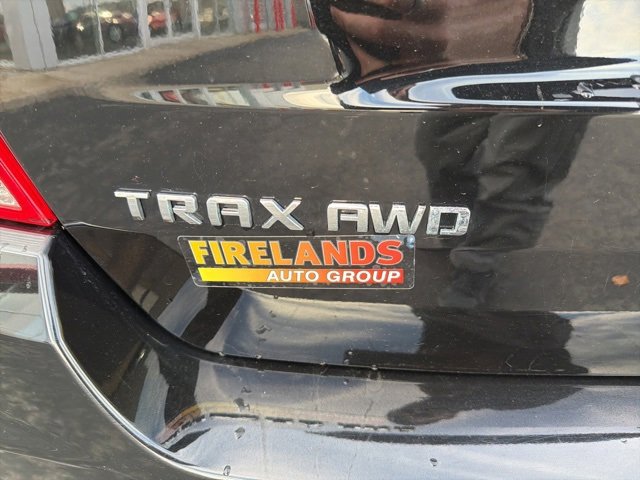 TRAX AWD
FIRELANDS
AUTO GROUP